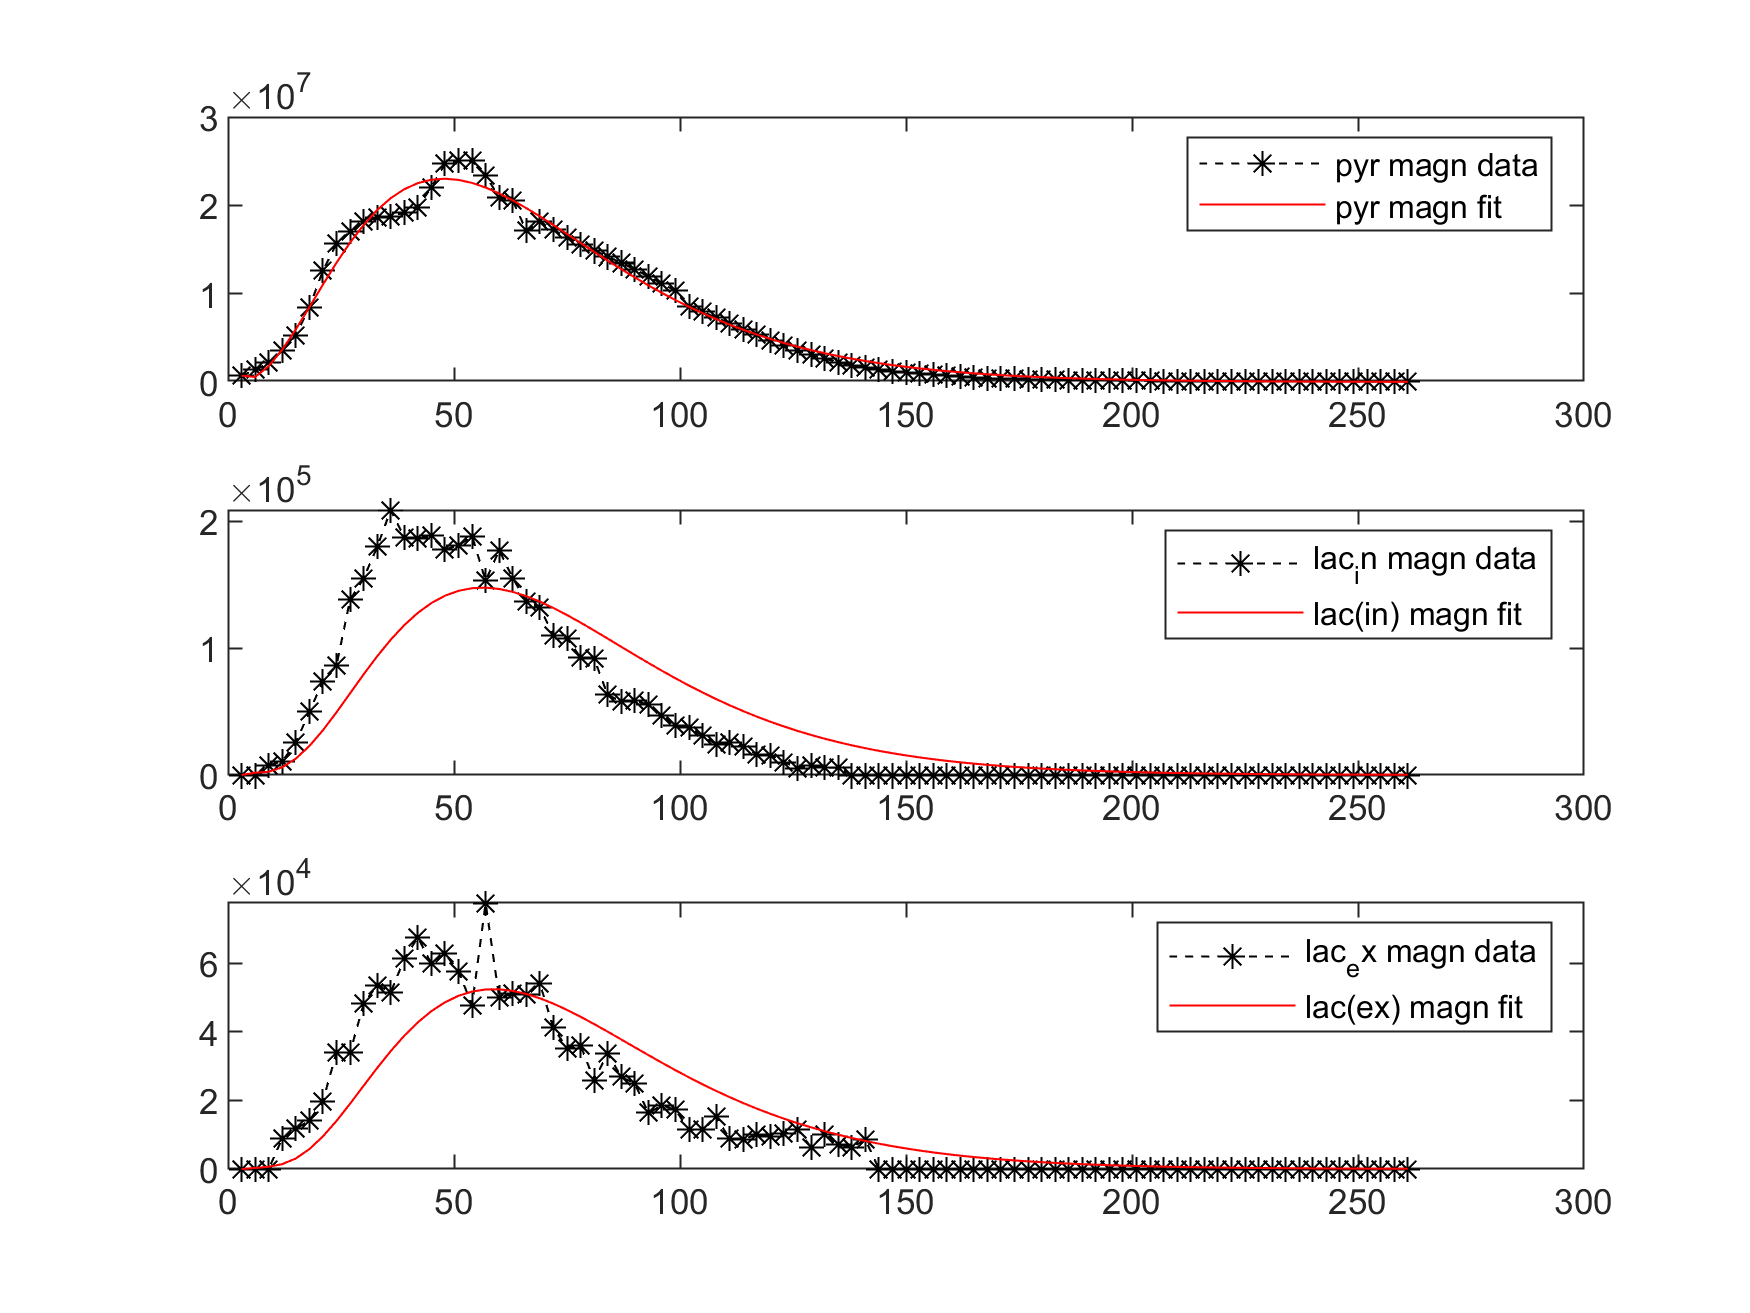 ×10^7
3
2
1
0
0 50 100 150 200 250 300
pyr magn data
pyr magn fit
×10^5
2
1
0
0 50 100 150 200 250 300
lac_in magn data
lac(in) magn fit
×10^4
6
4
2
0
0 50 100 150 200 250 300
lac_ex magn data
lac(ex) magn fit